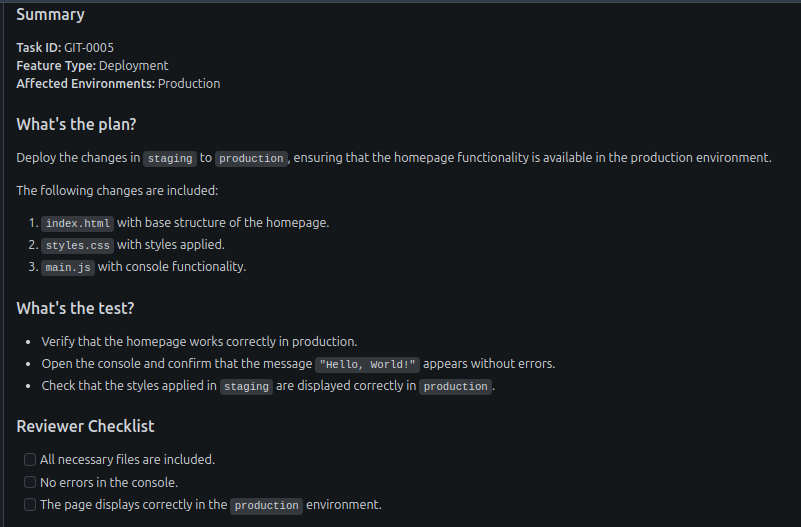 Summary
Task ID: GIT-0005
Feature Type: Deployment
Affected Environments: Production
What's the plan?
Deploy the changes in staging to production, ensuring that the homepage functionality is available in the production environment.
The following changes are included:
1. index.html with base structure of the homepage.
2. styles.css with styles applied.
3. main.js with console functionality.
What's the test?
• Verify that the homepage works correctly in production.
• Open the console and confirm that the message "Hello, World!" appears without errors.
• Check that the styles applied in staging are displayed correctly in production.
Reviewer Checklist
All necessary files are included.
No errors in the console.
The page displays correctly in the production environment.